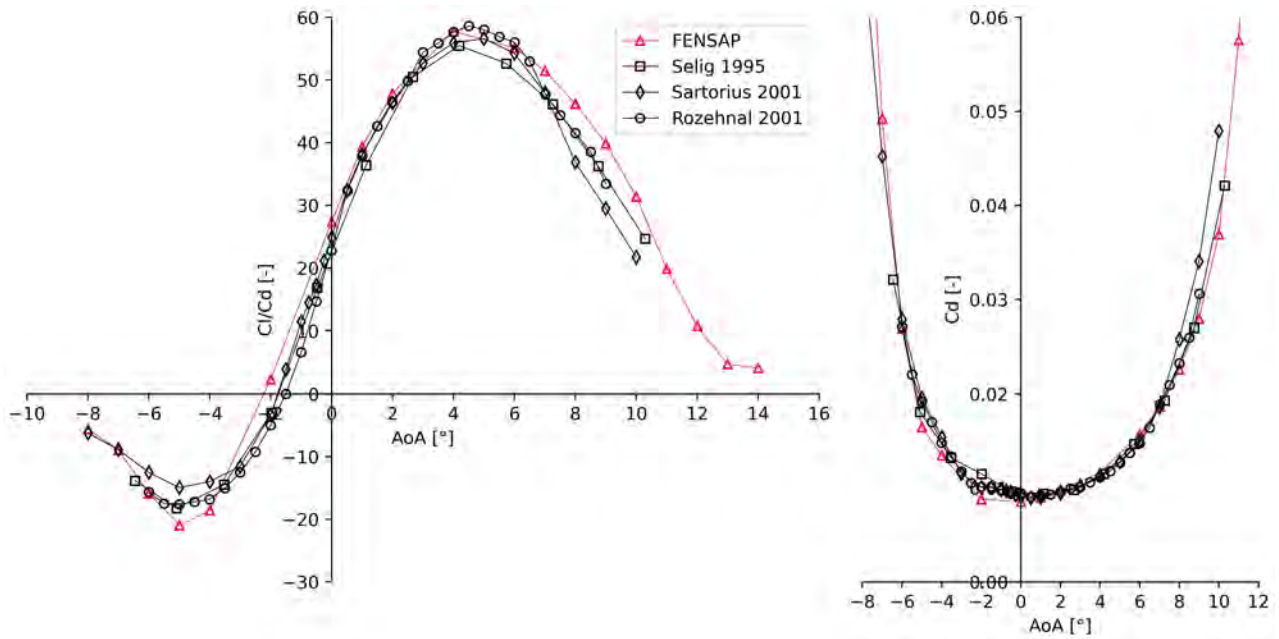 60
50
40
30
20
10
0
−10
−20
−30
Cl/Cd [-]
−10 −8 −6 −4 −2 0 2 4 6 8 10 12 14 16
AoA [°]
FENSAP
Selig 1995
Sartorius 2001
Rozehnal 2001
0.06
0.05
0.04
0.03
0.02
0.00
Cd [-]
−8 −6 −4 −2 0 2 4 6 8 10 12
AoA [°]